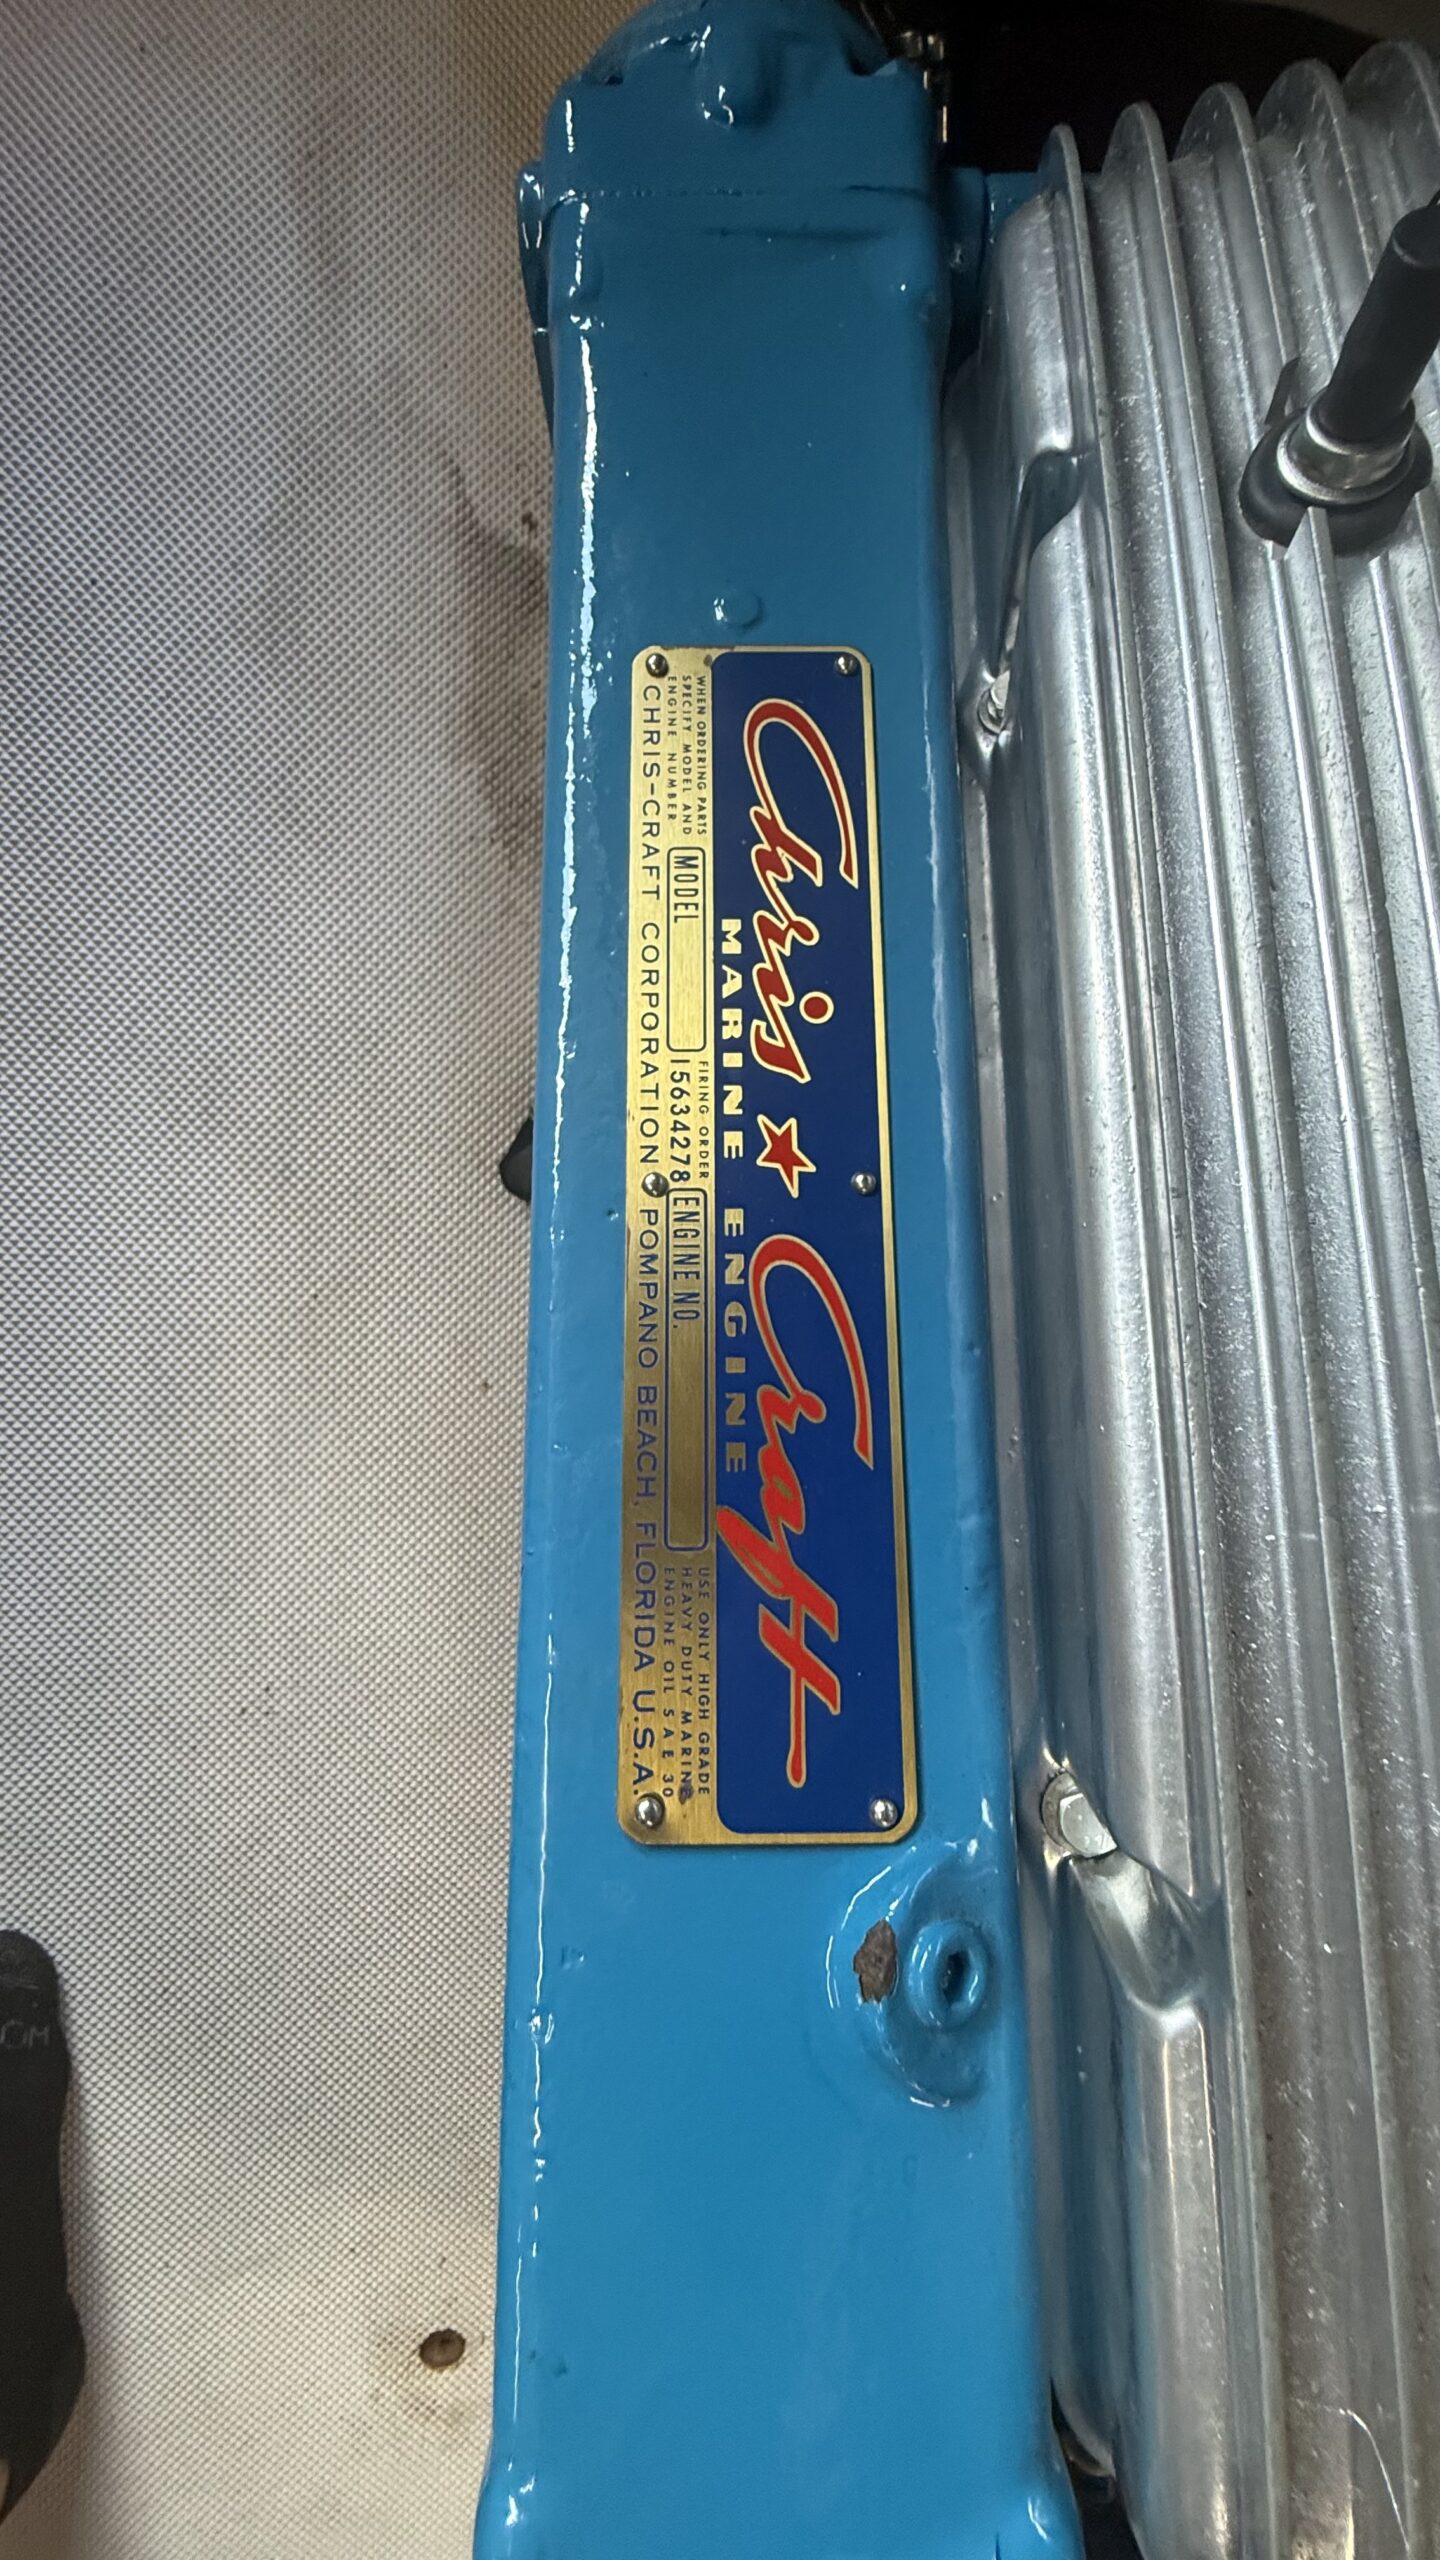 Chris ★ Craft
MARINE ENGINE
WHEN ORDERING PARTS
SPECIFY MODEL AND
ENGINE NUMBER
MODEL
FIRING ORDER
15634278
ENGINE NO.
USE ONLY HIGH GRADE
HEAVY DUTY MARINE
ENGINE OIL SAE 30
CHRIS-CRAFT CORPORATION POMPANO BEACH, FLORIDA U.S.A.